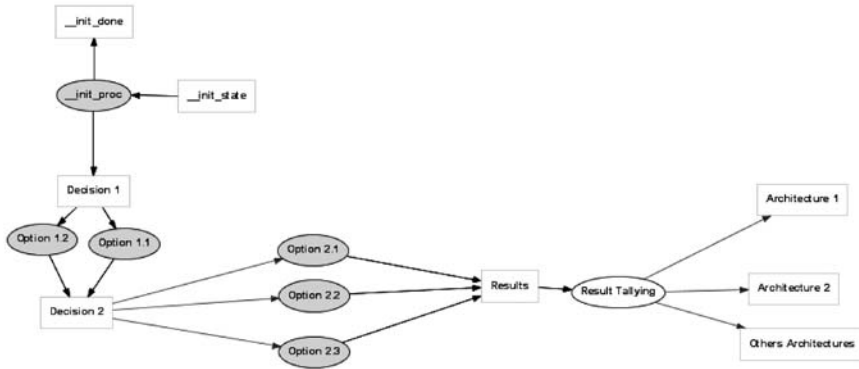 __init_done
__init_proc
__init_state
Decision 1
Option 1.2
Option 1.1
Decision 2
Option 2.1
Option 2.2
Option 2.3
Results
Result Tallying
Architecture 1
Architecture 2
Others Architectures